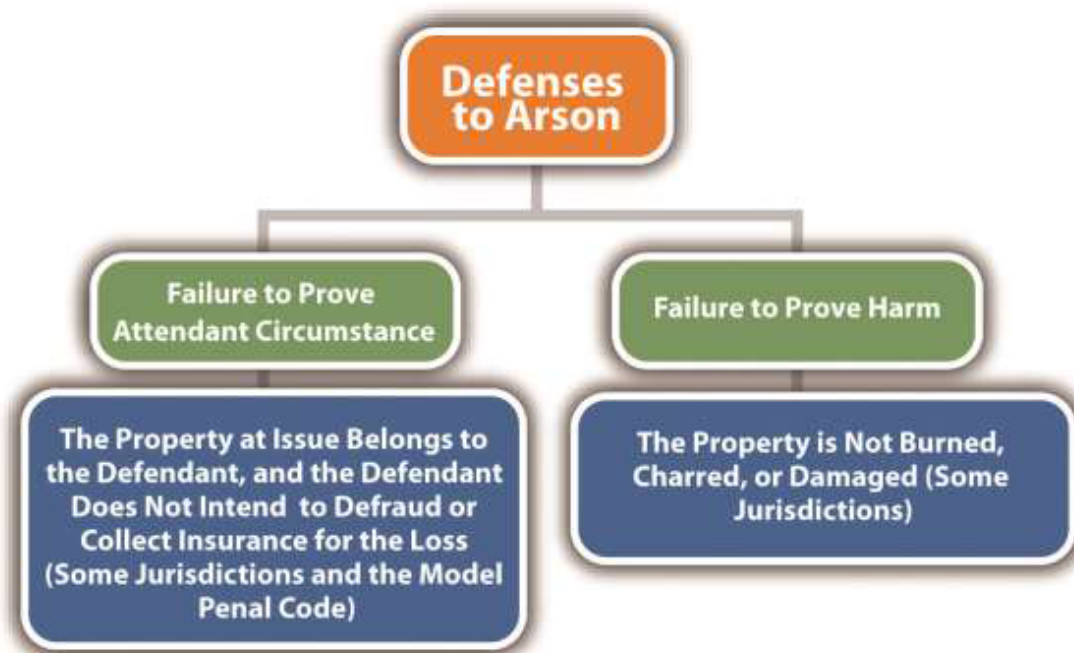 Defenses
to Arson
Failure to Prove
Attendant Circumstance
Failure to Prove Harm
The Property at Issue Belongs to
the Defendant, and the Defendant
Does Not Intend to Defraud or
Collect Insurance for the Loss
(Some Jurisdictions and the Model
Penal Code)
The Property is Not Burned,
Charred, or Damaged (Some
Jurisdictions)